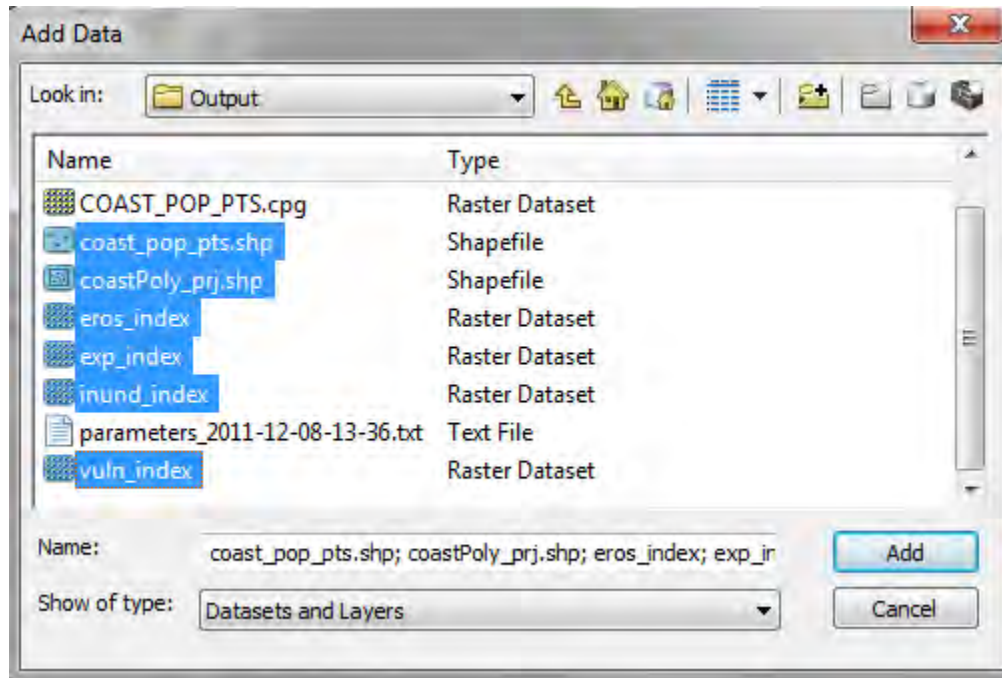 Add Data
Look in: Output
Name Type
COAST_POP_PTS.cpg Raster Dataset
coast_pop_pts.shp Shapefile
coastPoly_prj.shp Shapefile
eros_index Raster Dataset
exp_index Raster Dataset
inund_index Raster Dataset
parameters_2011-12-08-13-36.txt Text File
vuln_index Raster Dataset
Name: coast_pop_pts.shp; coastPoly_prj.shp; eros_index; exp_ir Add
Show of type: Datasets and Layers Cancel